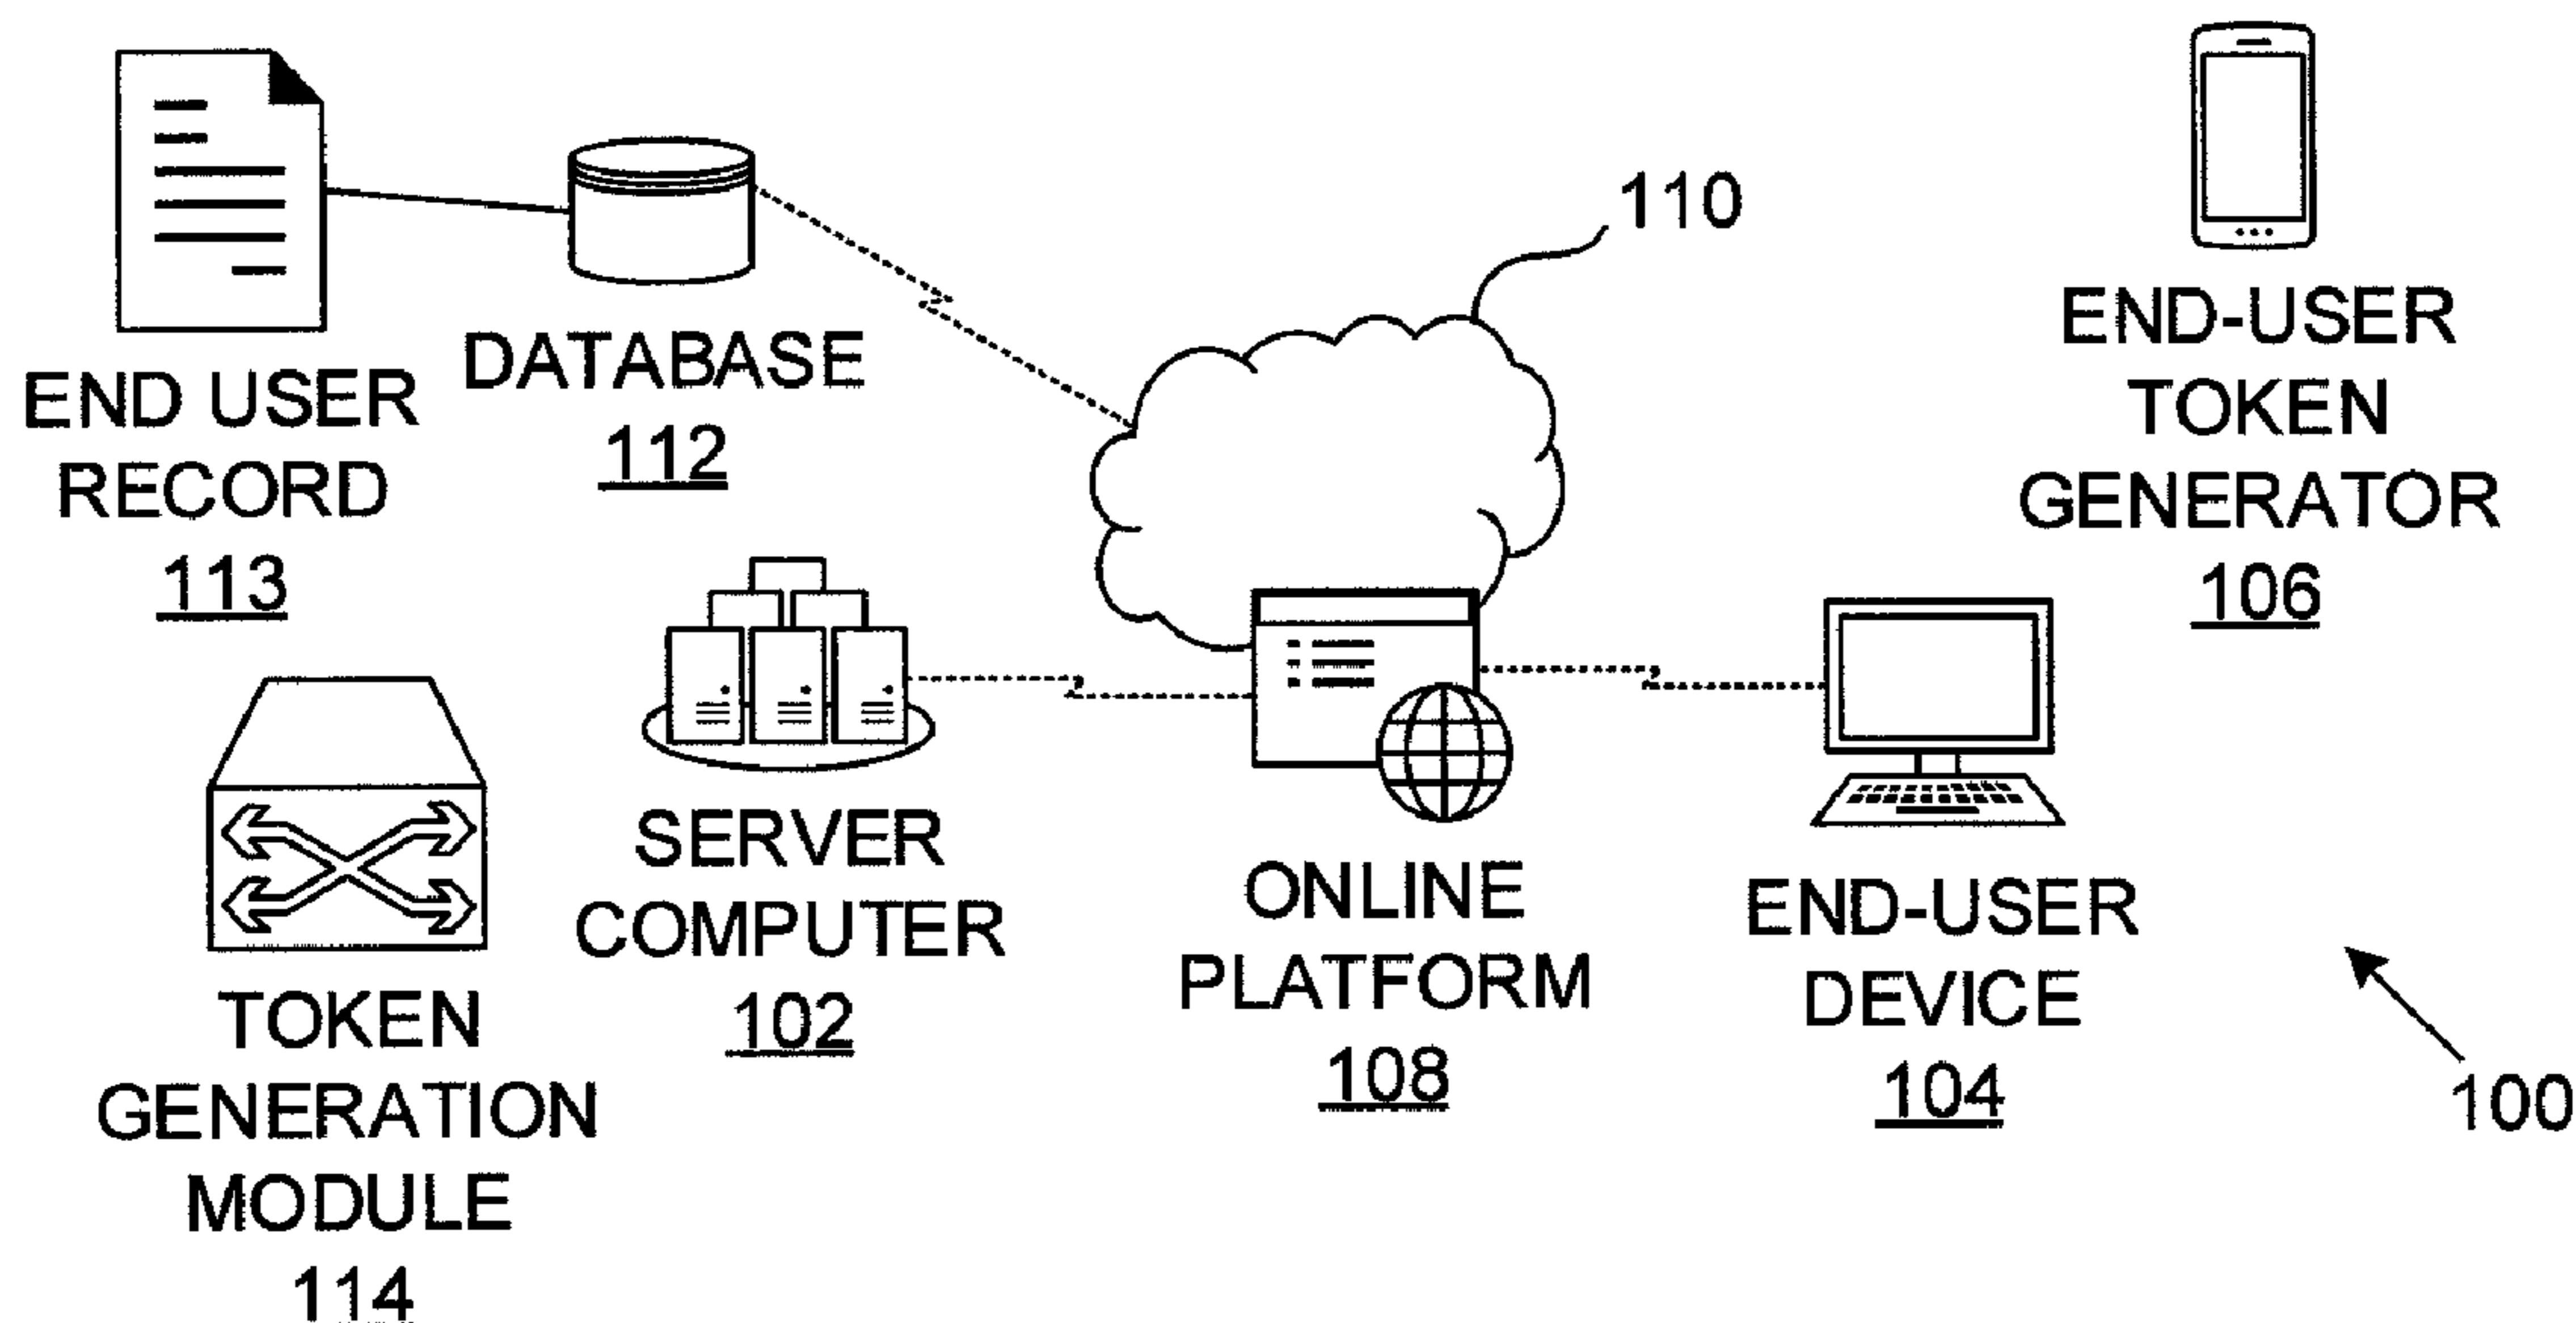 END USER
RECORD
113
DATABASE
112
110
END-USER
TOKEN
GENERATOR
106
TOKEN
GENERATION
MODULE
114
SERVER
COMPUTER
102
ONLINE
PLATFORM
108
END-USER
DEVICE
104
100